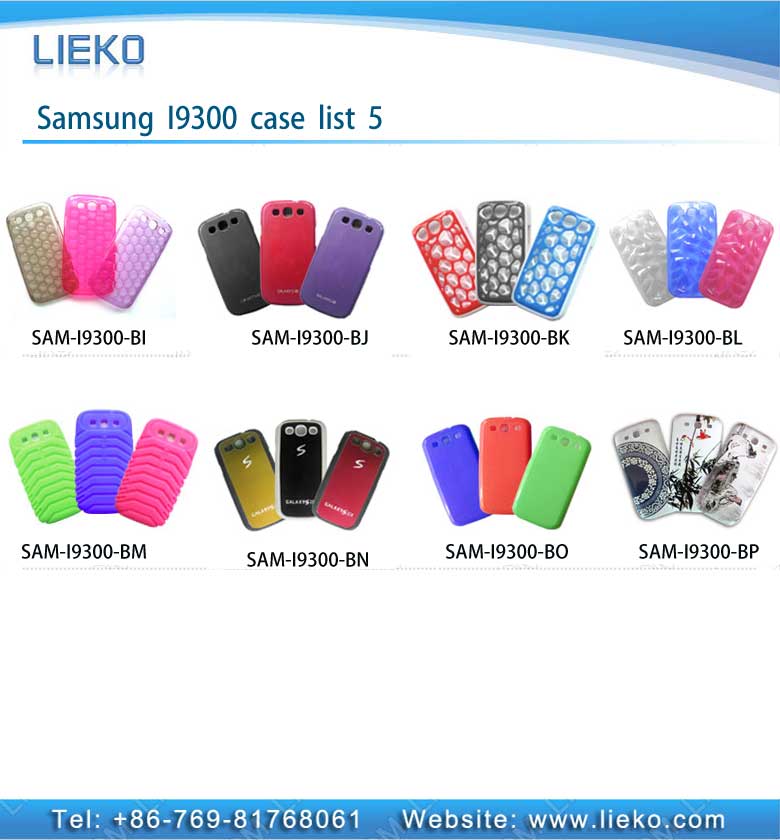 LIEKO
Samsung I9300 case list 5
SAM-I9300-BI
SAM-I9300-BJ
SAM-I9300-BK
SAM-I9300-BL
SAM-I9300-BM
SAM-I9300-BN
SAM-I9300-BO
SAM-I9300-BP
Tel: +86-769-81768061 Website: www.lieko.com